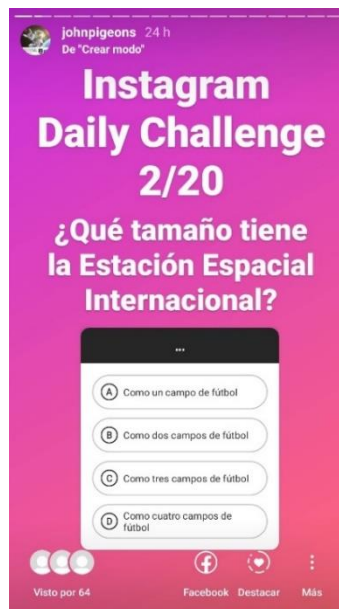 johnpigeons 24 h
De "Crear modo"
Instagram
Daily Challenge
2/20
¿Qué tamaño tiene
la Estación Espacial
Internacional?
...
A Como un campo de fútbol
B Como dos campos de fútbol
C Como tres campos de fútbol
D Como cuatro campos de
fútbol
Visto por 64 Facebook Destacar Más